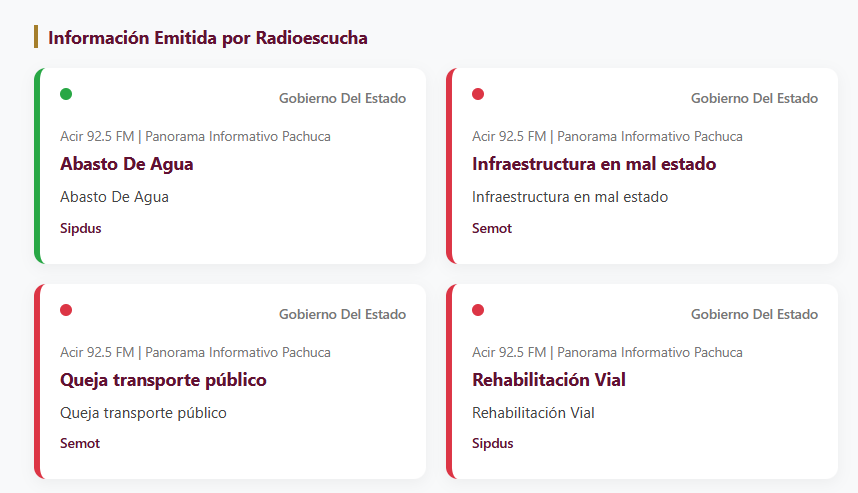 Información Emitida por Radioescucha
Gobierno Del Estado
Acir 92.5 FM | Panorama Informativo Pachuca
Abasto De Agua
Abasto De Agua
Sipdus
Gobierno Del Estado
Acir 92.5 FM | Panorama Informativo Pachuca
Infraestructura en mal estado
Infraestructura en mal estado
Semot
Gobierno Del Estado
Acir 92.5 FM | Panorama Informativo Pachuca
Queja transporte público
Queja transporte público
Semot
Gobierno Del Estado
Acir 92.5 FM | Panorama Informativo Pachuca
Rehabilitación Vial
Rehabilitación Vial
Sipdus